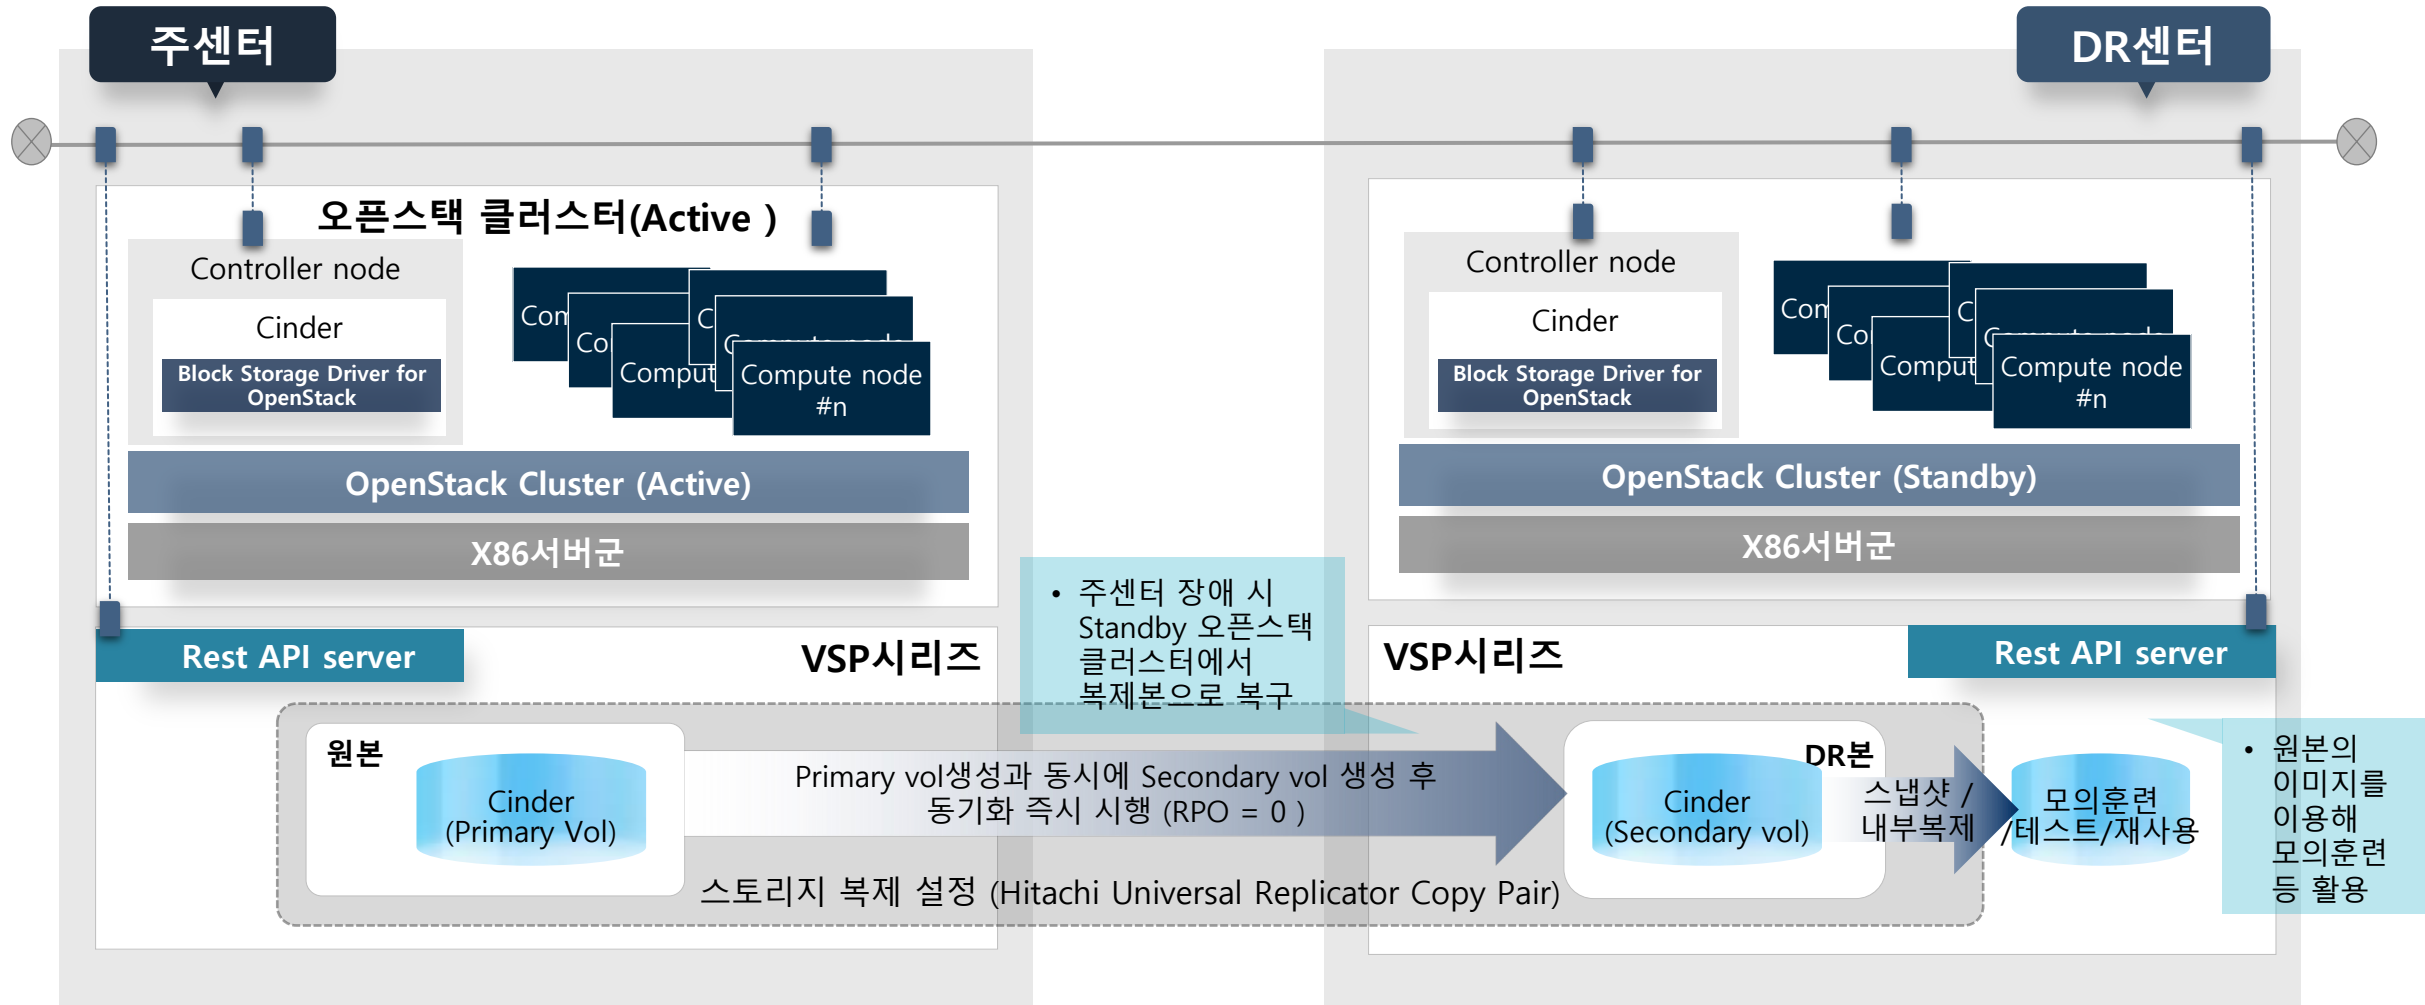 주센터
DR센터
오픈스택 클러스터(Active )
Controller node
Cinder
Block Storage Driver for
OpenStack
Compute node
#n
OpenStack Cluster (Active)
X86서버군
Controller node
Cinder
Block Storage Driver for
OpenStack
Compute node
#n
OpenStack Cluster (Standby)
X86서버군
• 주센터 장애 시
Standby 오픈스택
클러스터에서
복제본으로 복구
Rest API server
VSP시리즈
VSP시리즈
Rest API server
원본
Cinder
(Primary Vol)
Primary vol생성과 동시에 Secondary vol 생성 후
동기화 즉시 시행 (RPO = 0 )
스토리지 복제 설정 (Hitachi Universal Replicator Copy Pair)
DR본
Cinder
(Secondary vol)
스냅샷 /
내부복제
모의훈련
/테스트/재사용
• 원본의
이미지를
이용해
모의훈련
등 활용